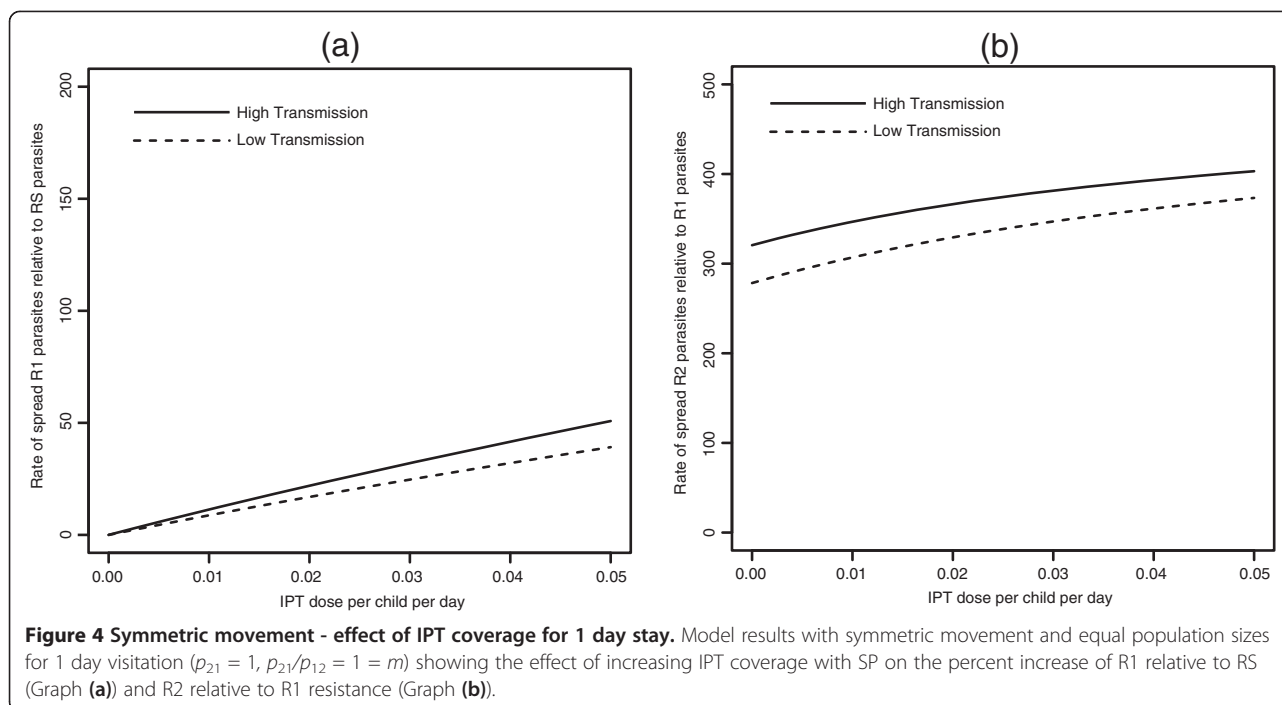 (a)
200
150
100
50
0
Rate of spread R1 parasites relative to RS parasites
High Transmission
Low Transmission
0.00 0.01 0.02 0.03 0.04 0.05
IPT dose per child per day
(b)
500
400
300
200
100
0
Rate of spread R2 parasites relative to R1 parasites
High Transmission
Low Transmission
0.00 0.01 0.02 0.03 0.04 0.05
IPT dose per child per day
Figure 4 Symmetric movement - effect of IPT coverage for 1 day stay. Model results with symmetric movement and equal population sizes
for 1 day visitation (p21 = 1, p21/p12 = 1 = m) showing the effect of increasing IPT coverage with SP on the percent increase of R1 relative to RS
(Graph (a)) and R2 relative to R1 resistance (Graph (b)).